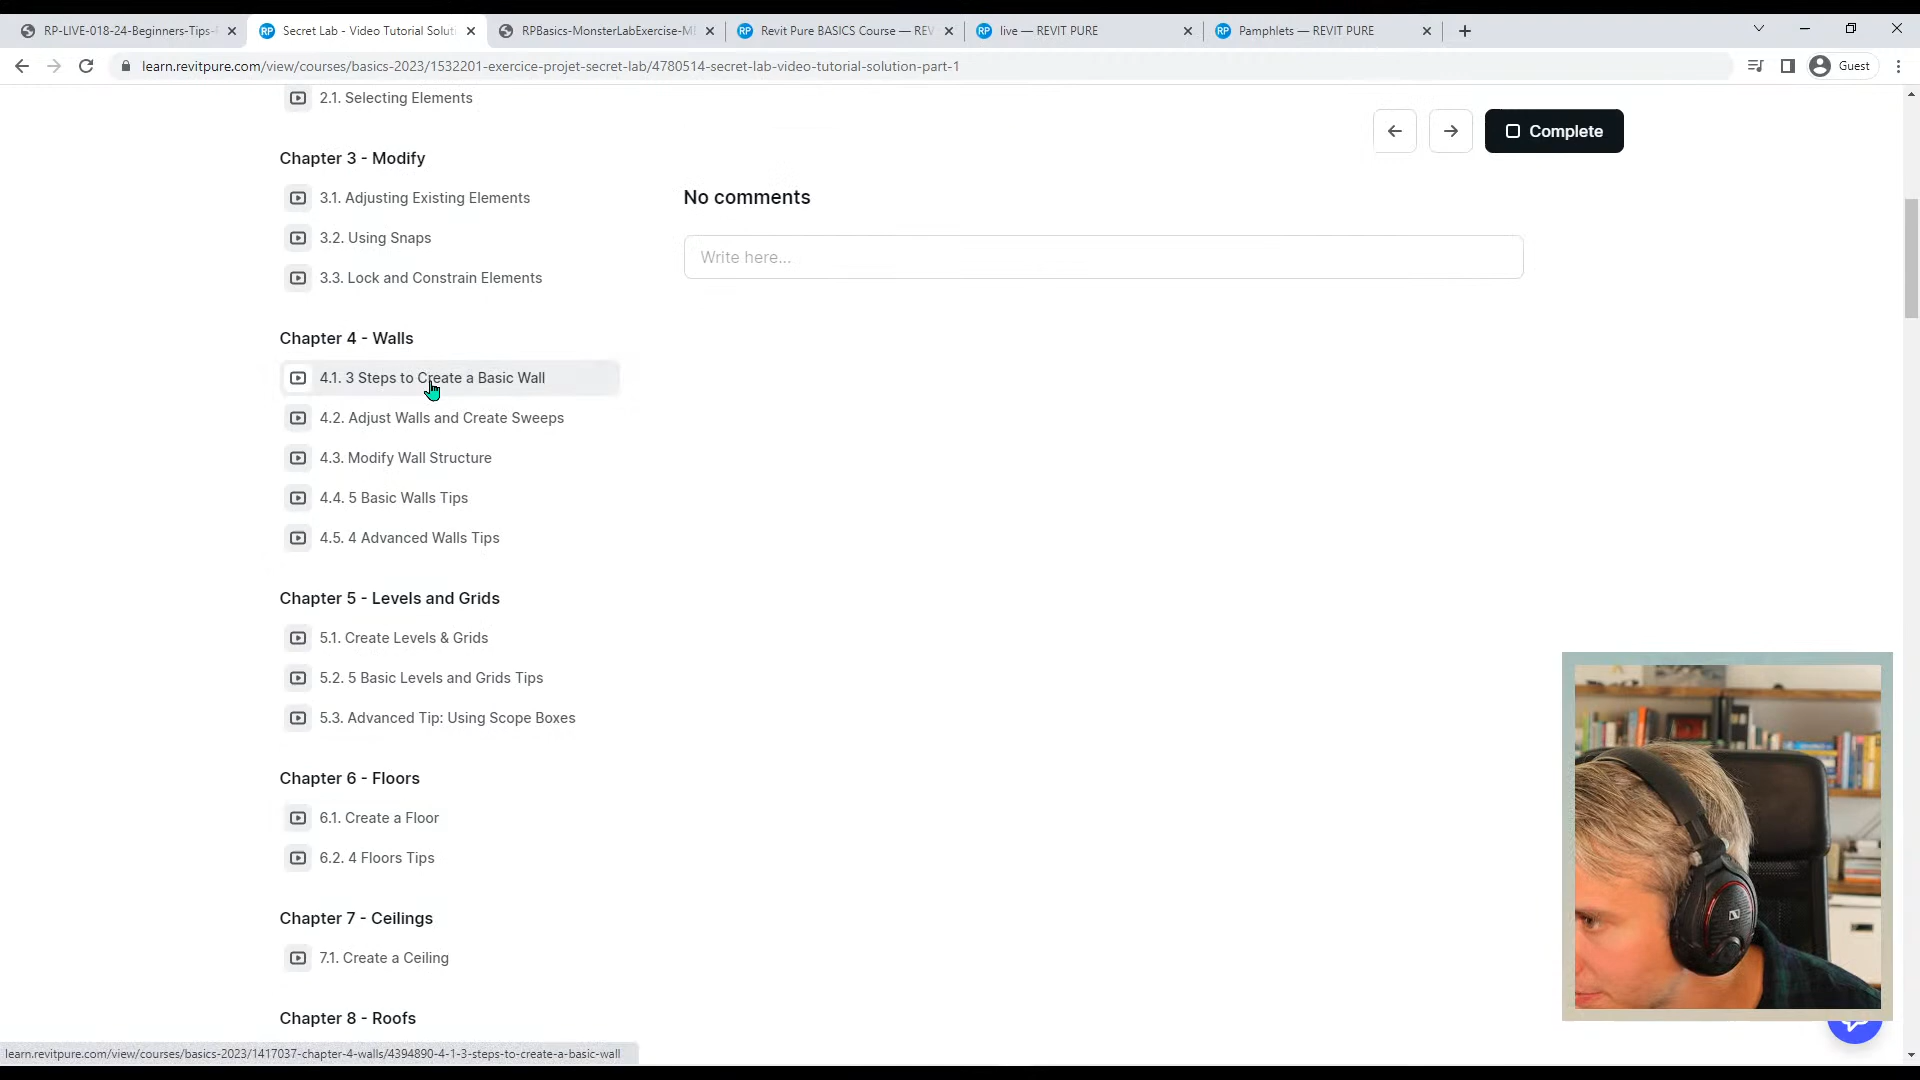 RP-LIVE-018-24-Beginners-Tips-
Secret Lab - Video Tutorial Solut
RPBasics-MonsterLabExercise-M
Revit Pure BASICS Course — REV
live — REVIT PURE
Pamphlets — REVIT PURE
learn.revitpure.com/view/courses/basics-2023/1532201-exercice-projet-secret-lab/4780514-secret-lab-video-tutorial-solution-part-1
Guest
2.1. Selecting Elements
Complete
Chapter 3 - Modify
3.1. Adjusting Existing Elements
No comments
3.2. Using Snaps
Write here...
3.3. Lock and Constrain Elements
Chapter 4 - Walls
4.1. 3 Steps to Create a Basic Wall
4.2. Adjust Walls and Create Sweeps
4.3. Modify Wall Structure
4.4. 5 Basic Walls Tips
4.5. 4 Advanced Walls Tips
Chapter 5 - Levels and Grids
5.1. Create Levels & Grids
5.2. 5 Basic Levels and Grids Tips
5.3. Advanced Tip: Using Scope Boxes
Chapter 6 - Floors
6.1. Create a Floor
6.2. 4 Floors Tips
Chapter 7 - Ceilings
7.1. Create a Ceiling
Chapter 8 - Roofs
learn.revitpure.com/view/courses/basics-2023/1417037-chapter-4-walls/4394890-4-1-3-steps-to-create-a-basic-wall